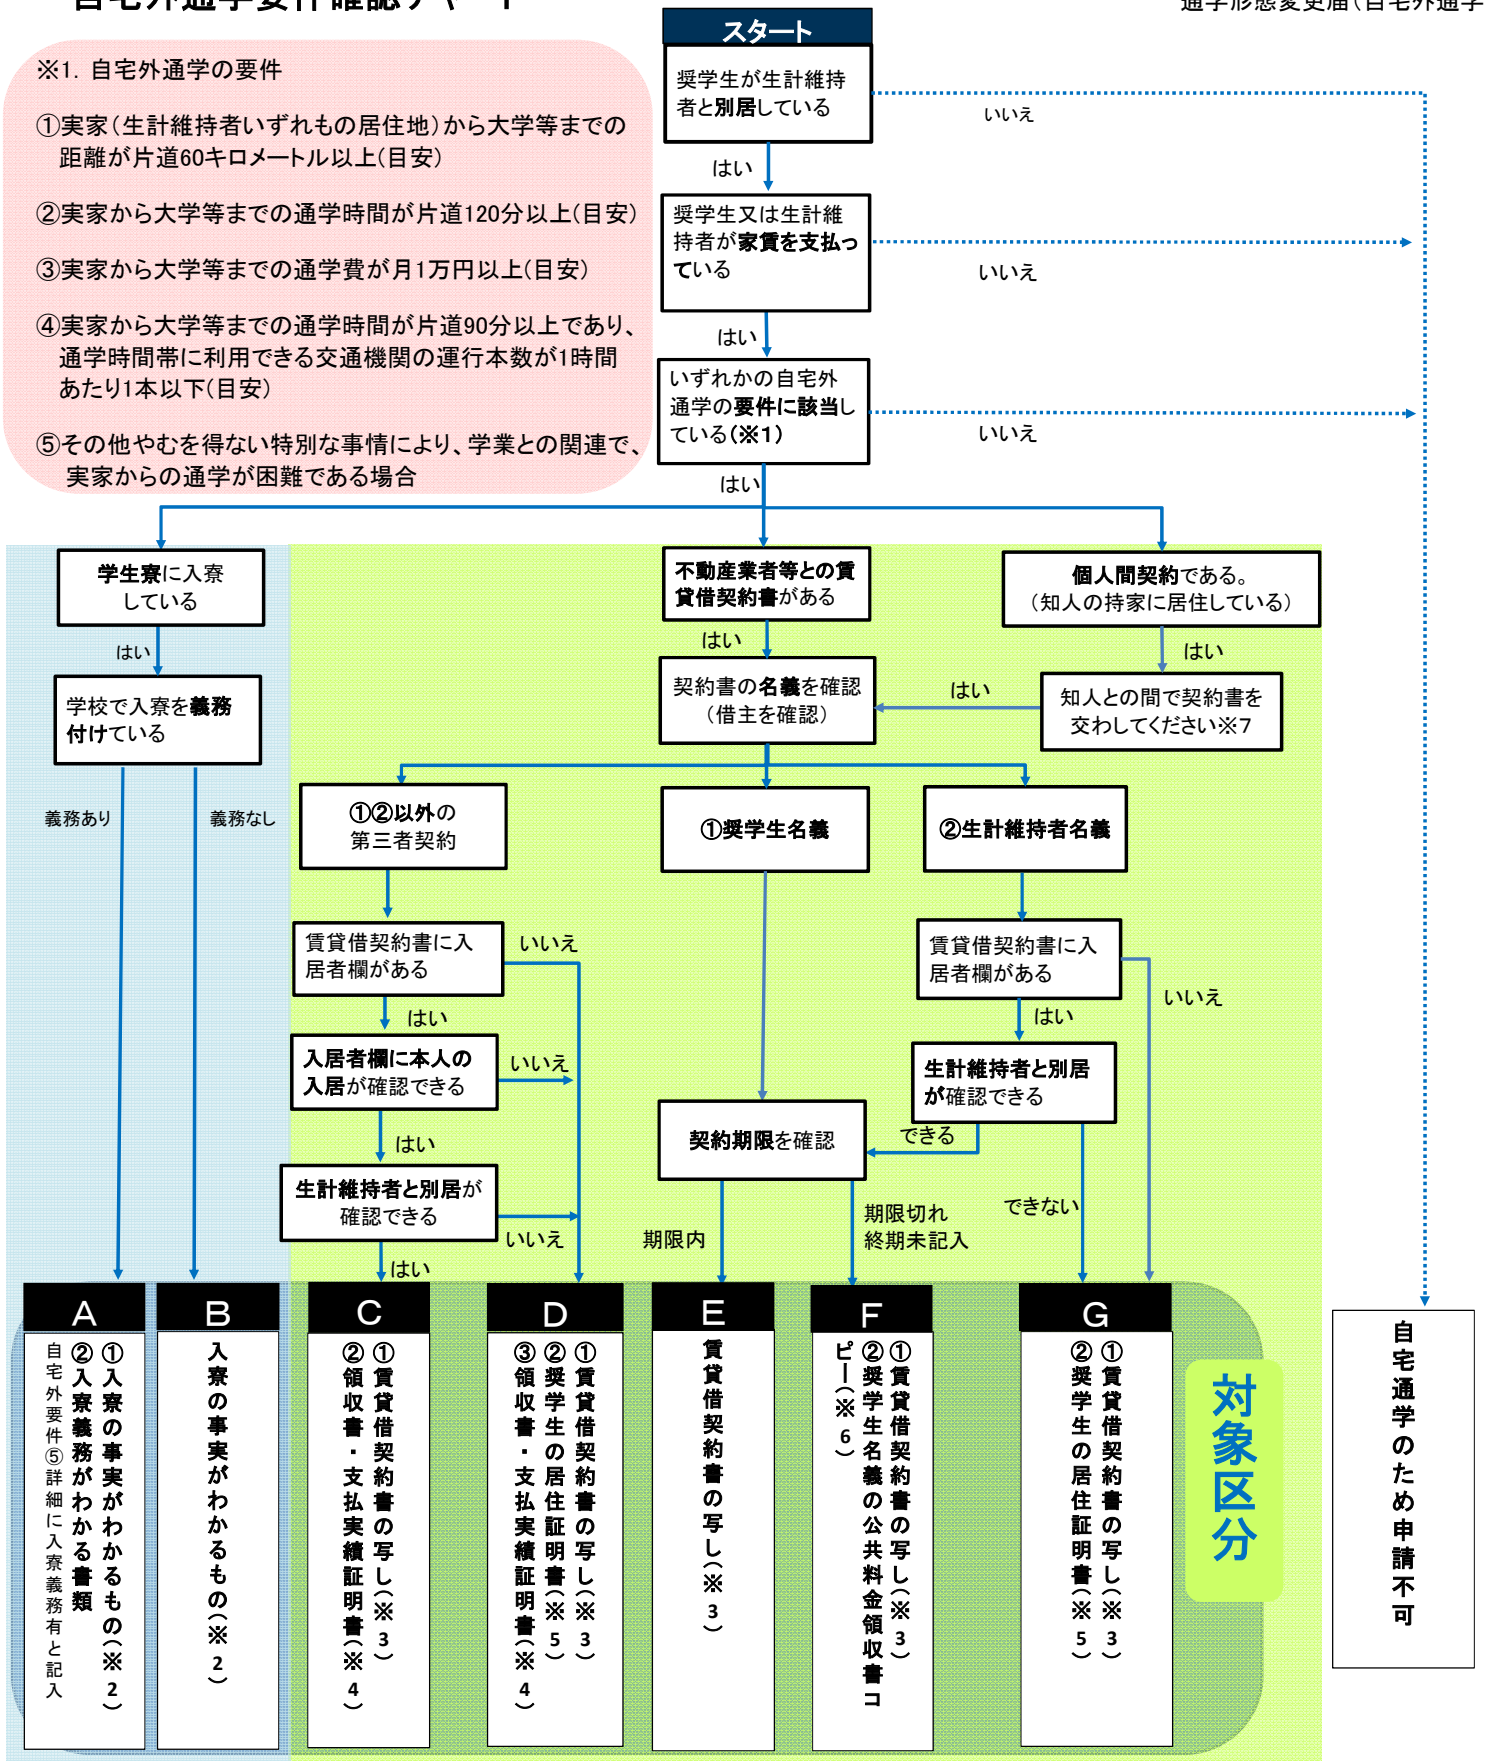 自宅外通学要件確認チャート
通学形態変更届（自宅外通学
※1．自宅外通学の要件
①実家（生計維持者いずれもの居住地）から大学等までの
距離が片道60キロメートル以上(目安)
②実家から大学等までの通学時間が片道120分以上(目安)
③実家から大学等までの通学費が月1万円以上(目安)
④実家から大学等までの通学時間が片道90分以上であり、
通学時間帯に利用できる交通機関の運行本数が1時間
あたり1本以下(目安)
⑤その他やむを得ない特別な事情により、学業との関連で、
実家からの通学が困難である場合
スタート
奨学生が生計維持
者と別居している
いいえ
はい
奨学生又は生計維
持者が家賃を支払っ
ている
いいえ
はい
いずれかの自宅外
通学の要件に該当し
ている(※1)
いいえ
はい
学生寮に入寮
している
はい
学校で入寮を義務
付けている
義務あり
義務なし
不動産業者等との賃
貸借契約書がある
はい
契約書の名義を確認
（借主を確認）
個人間契約である。
（知人の持家に居住している）
はい
知人との間で契約書を
交わしてください※7
はい
①②以外の
第三者契約
①奨学生名義
②生計維持者名義
賃貸借契約書に入
居者欄がある
いいえ
はい
入居者欄に本人の
入居が確認できる
いいえ
はい
生計維持者と別居が
確認できる
いいえ
はい
賃貸借契約書に入
居者欄がある
いいえ
はい
生計維持者と別居
が確認できる
できる
できない
契約期限を確認
期限内
期限切れ
終期未記入
A
①入寮の事実がわかるもの(※2)
②入寮義務がわかる書類
自宅外要件⑤詳細に入寮義務有と記入
B
入寮の事実がわかるもの(※2)
C
①賃貸借契約書の写し(※3)
②領収書・支払実績証明書(※4)
D
①賃貸借契約書の写し(※3)
②奨学生の居住証明書(※5)
③領収書・支払実績証明書(※4)
E
賃貸借契約書の写し(※3)
F
①賃貸借契約書の写し(※3)
②奨学生名義の公共料金領収書コ
ピー(※6)
G
①賃貸借契約書の写し(※3)
②奨学生の居住証明書(※5)
対象区分
自宅通学のため申請不可